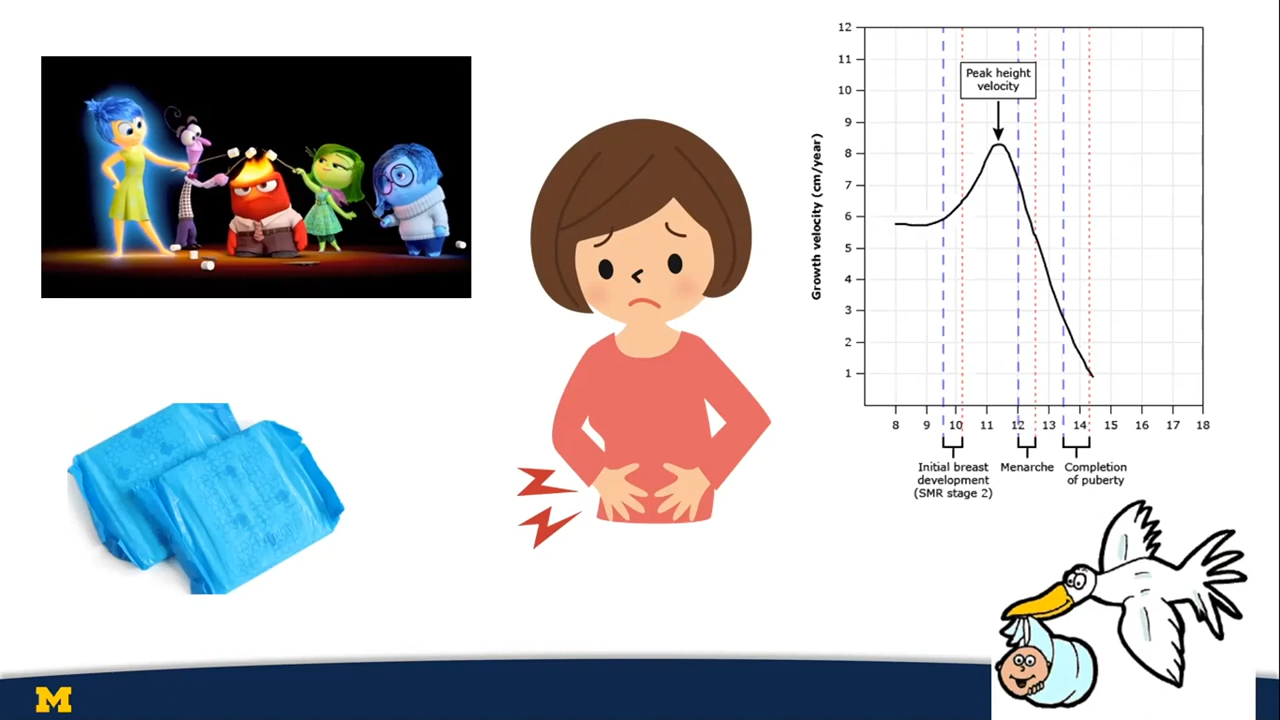 12
11
10
9
8
7
6
5
4
3
2
1
Growth velocity (cm/year)
Peak height
velocity
8 9 10 11 12 13 14 15 16 17 18
Initial breast
development
(SMR stage 2)
Menarche
Completion
of puberty
M